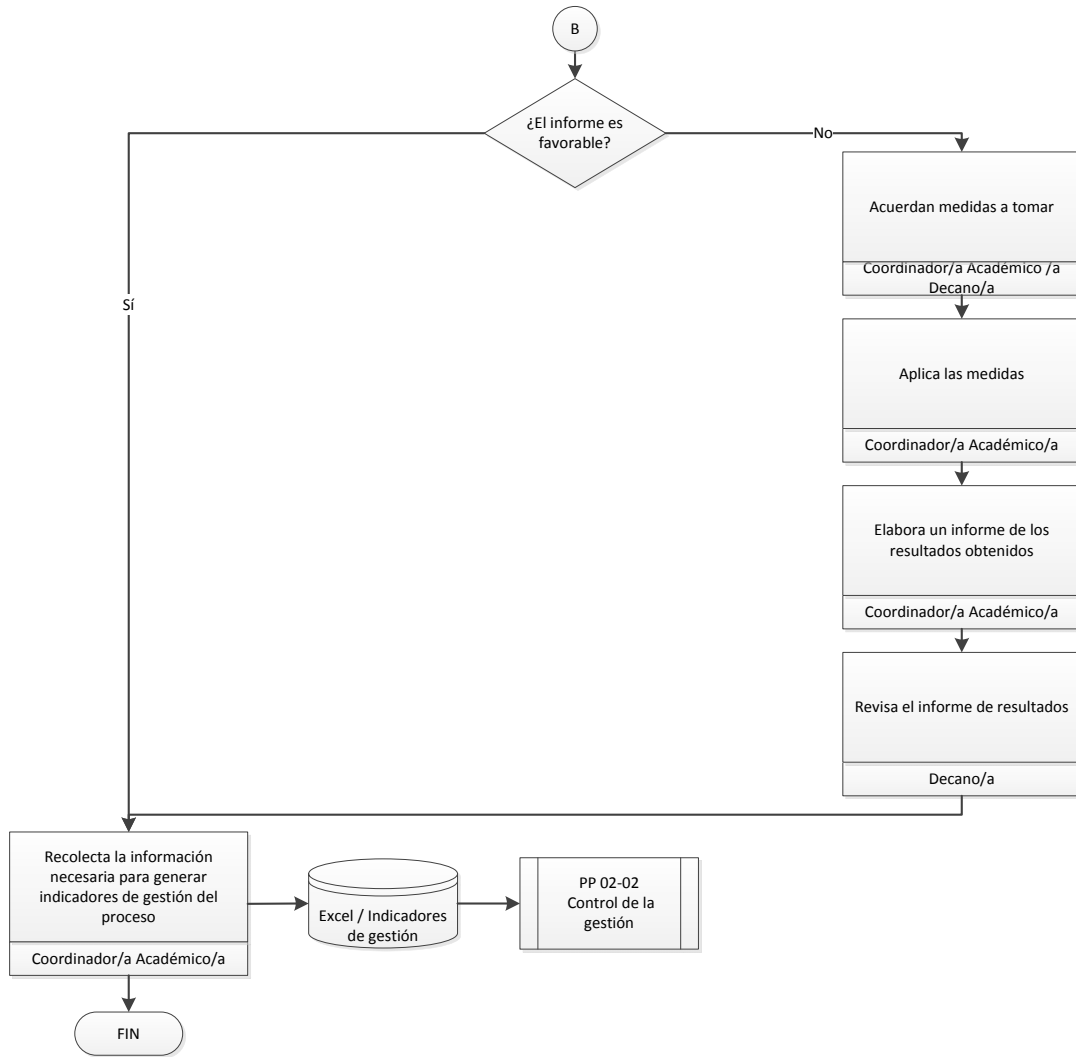 B
¿El informe es
favorable?
No
Acuerdan medidas a tomar
Coordinador/a Académico /a
Decano/a
Sí
Aplica las medidas
Coordinador/a Académico/a
Elabora un informe de los
resultados obtenidos
Coordinador/a Académico/a
Revisa el informe de resultados
Decano/a
Recolecta la información
necesaria para generar
indicadores de gestión del
proceso
Coordinador/a Académico/a
Excel / Indicadores
de gestión
PP 02-02
Control de la
gestión
FIN